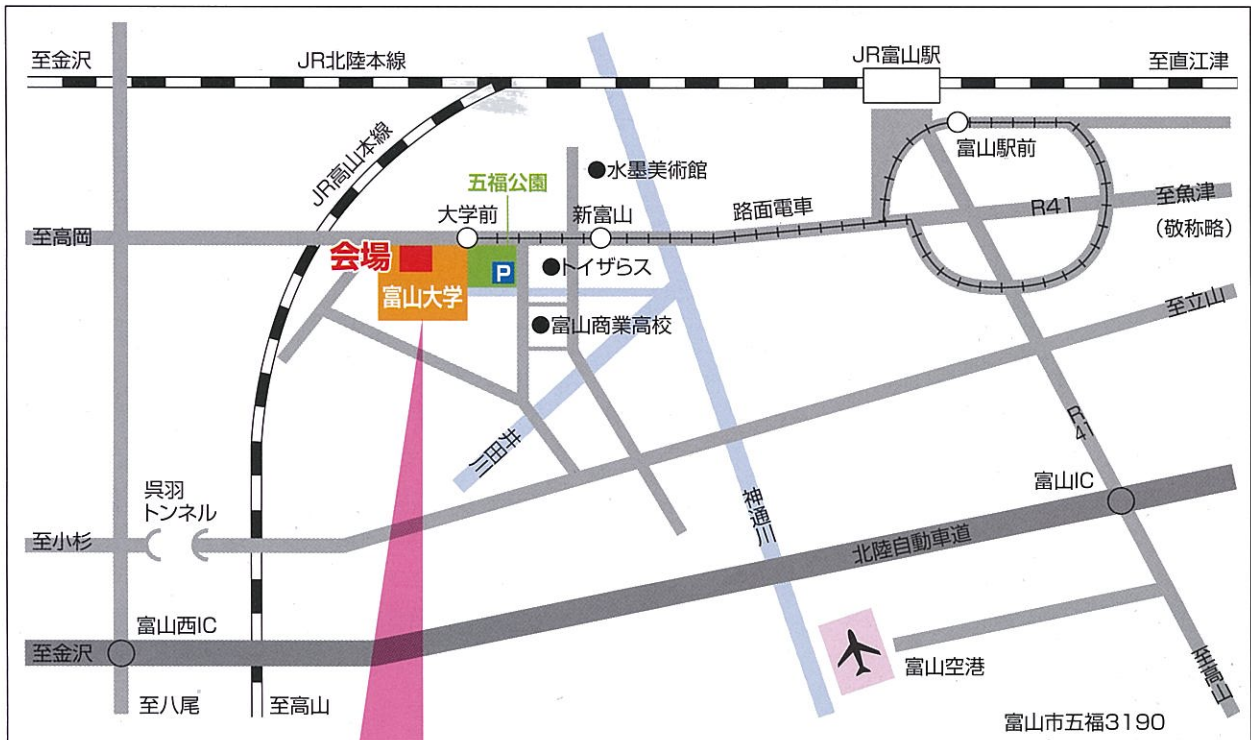 至金沢
JR北陸本線
JR富山駅
至直江津
JR高山本線
富山駅前
水墨美術館
五福公園
大学前
新富山
路面電車
R41
至魚津
(敬称略)
至高岡
会場
P
トイザらス
富山大学
富山商業高校
至立山
井田川
R41
神通川
富山IC
呉羽
トンネル
至小杉
北陸自動車道
富山西IC
至金沢
富山空港
至高山
至八尾
至高山
富山市五福3190